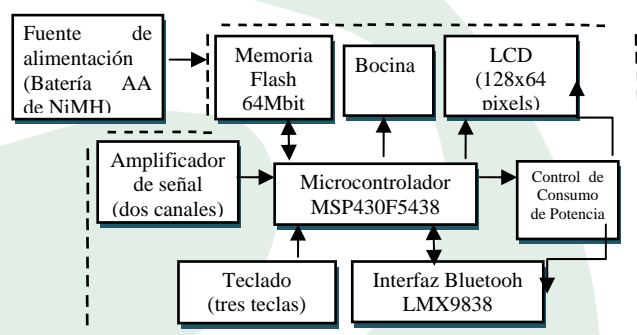 Fuente de
alimentación
(Batería AA
de NiMH)
Memoria
Flash
64Mbit
Bocina
LCD
(128x64
pixels)
Amplificador
de señal
(dos canales)
Microcontrolador
MSP430F5438
Control de
Consumo
de Potencia
Teclado
(tres teclas)
Interfaz Bluetooh
LMX9838